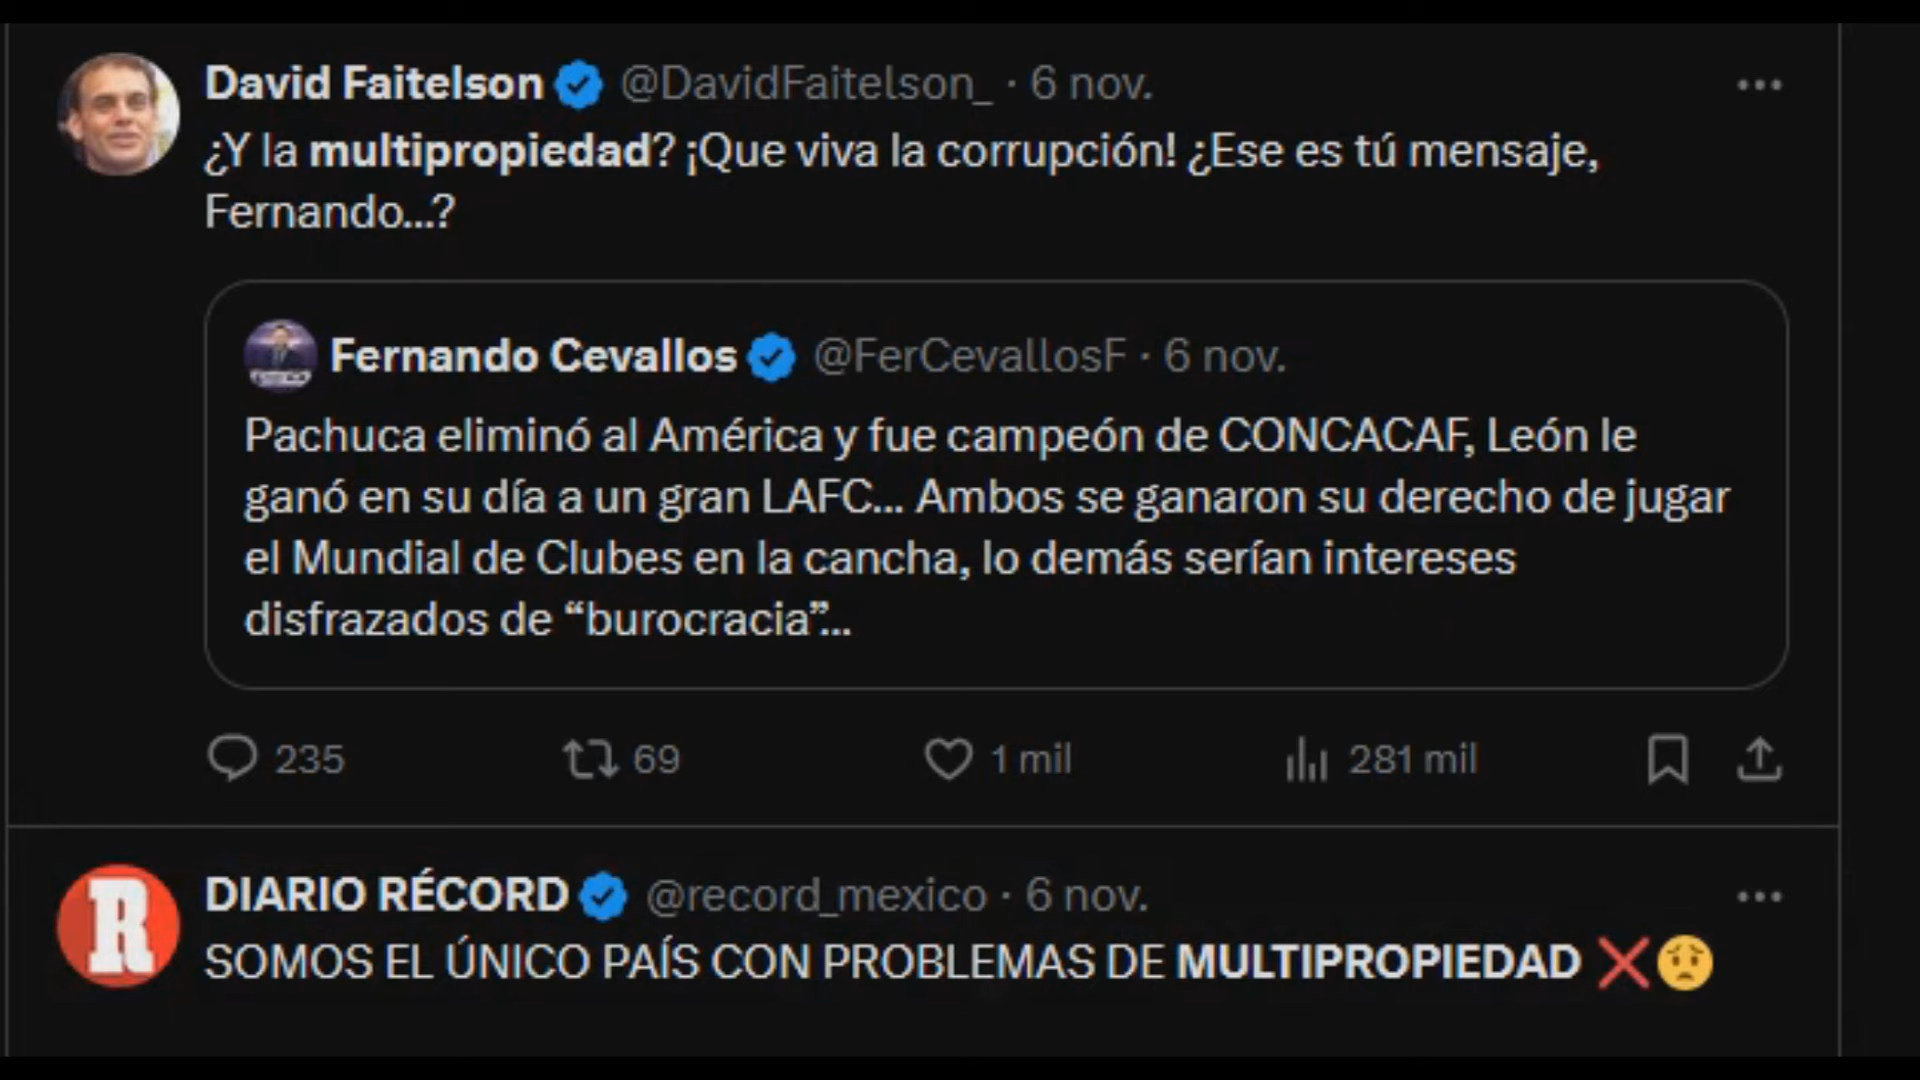 David Faitelson @DavidFaitelson_ · 6 nov.
¿Y la multipropiedad? ¡Que viva la corrupción! ¿Ese es tú mensaje,
Fernando...?
Fernando Cevallos @FerCevallosF · 6 nov.
Pachuca eliminó al América y fue campeón de CONCACAF, León le
ganó en su día a un gran LAFC... Ambos se ganaron su derecho de jugar
el Mundial de Clubes en la cancha, lo demás serían intereses
disfrazados de “burocracia”...
235 69 1 mil 281 mil
R
DIARIO RÉCORD @record_mexico · 6 nov.
SOMOS EL ÚNICO PAÍS CON PROBLEMAS DE MULTIPROPIEDAD ❌😟